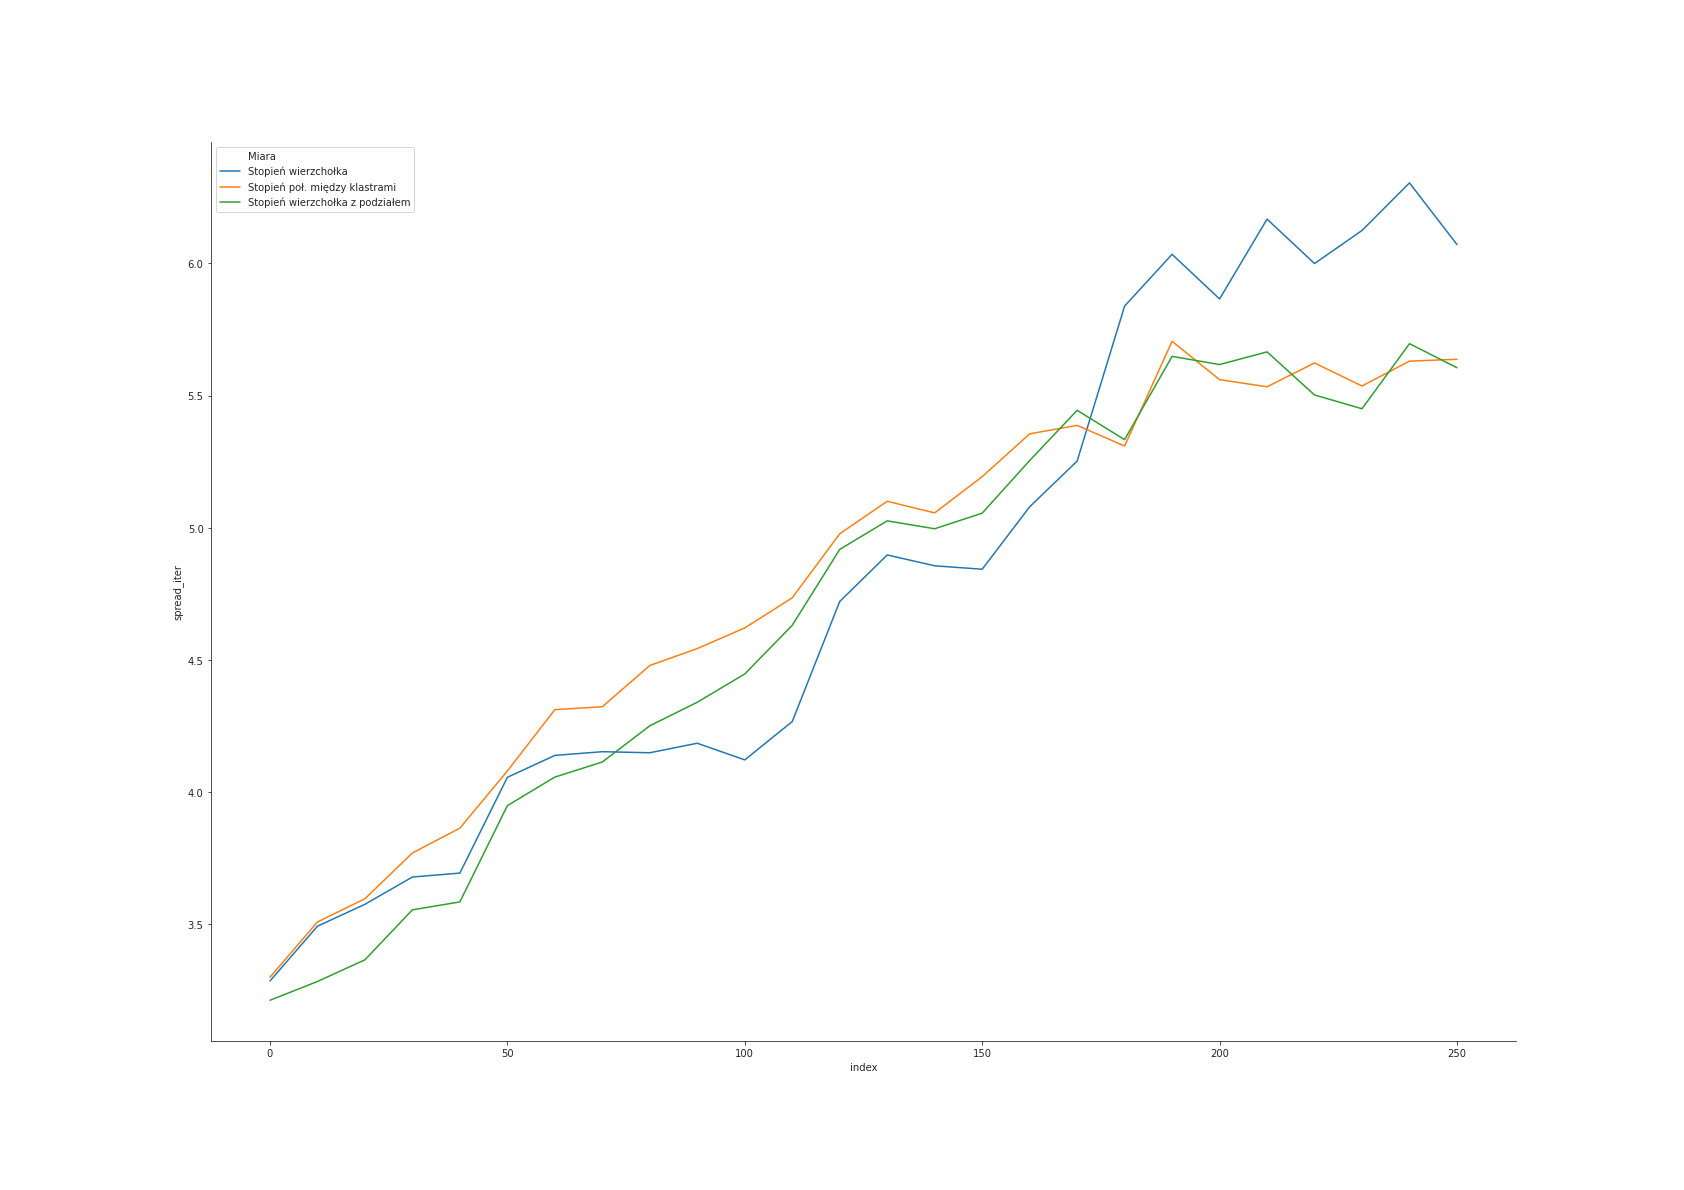 Miara
Stopień wierzchołka
Stopień poł. między klastrami
Stopień wierzchołka z podziałem
6.0
5.5
5.0
4.5
4.0
3.5
spread_iter
0 50 100 150 200 250
index